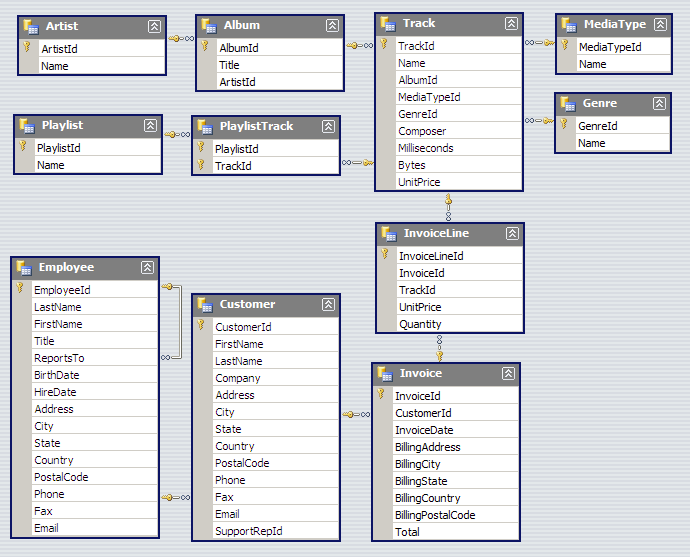 Artist
ArtistId
Name
Album
AlbumId
Title
ArtistId
Track
TrackId
Name
AlbumId
MediaTypeId
GenreId
Composer
Milliseconds
Bytes
UnitPrice
MediaType
MediaTypeId
Name
Genre
GenreId
Name
Playlist
PlaylistId
Name
PlaylistTrack
PlaylistId
TrackId
InvoiceLine
InvoiceLineId
InvoiceId
TrackId
UnitPrice
Quantity
Employee
EmployeeId
LastName
FirstName
Title
ReportsTo
BirthDate
HireDate
Address
City
State
Country
PostalCode
Phone
Fax
Email
Customer
CustomerId
FirstName
LastName
Company
Address
City
State
Country
PostalCode
Phone
Fax
Email
SupportRepId
Invoice
InvoiceId
CustomerId
InvoiceDate
BillingAddress
BillingCity
BillingState
BillingCountry
BillingPostalCode
Total